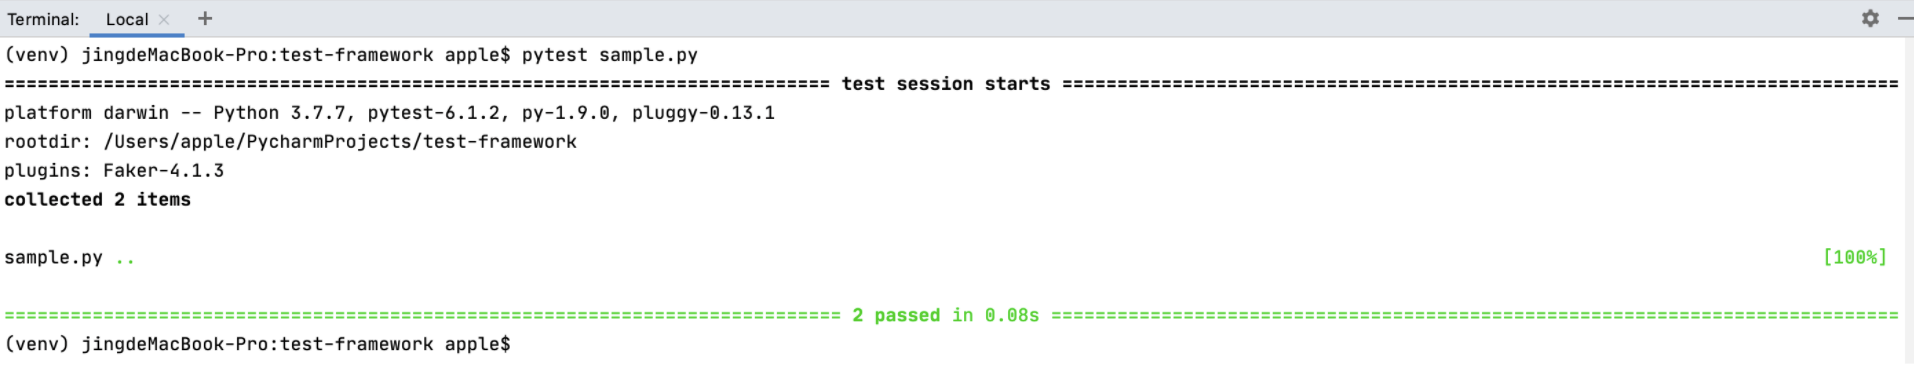 Terminal: Local × +
(venv) jingdeMacBook-Pro:test-framework apple$ pytest sample.py
=========================================================================== test session starts ============================================================================
platform darwin -- Python 3.7.7, pytest-6.1.2, py-1.9.0, pluggy-0.13.1
rootdir: /Users/apple/PycharmProjects/test-framework
plugins: Faker-4.1.3
collected 2 items
sample.py .. [100%]
============================================================================ 2 passed in 0.08s =============================================================================
(venv) jingdeMacBook-Pro:test-framework apple$